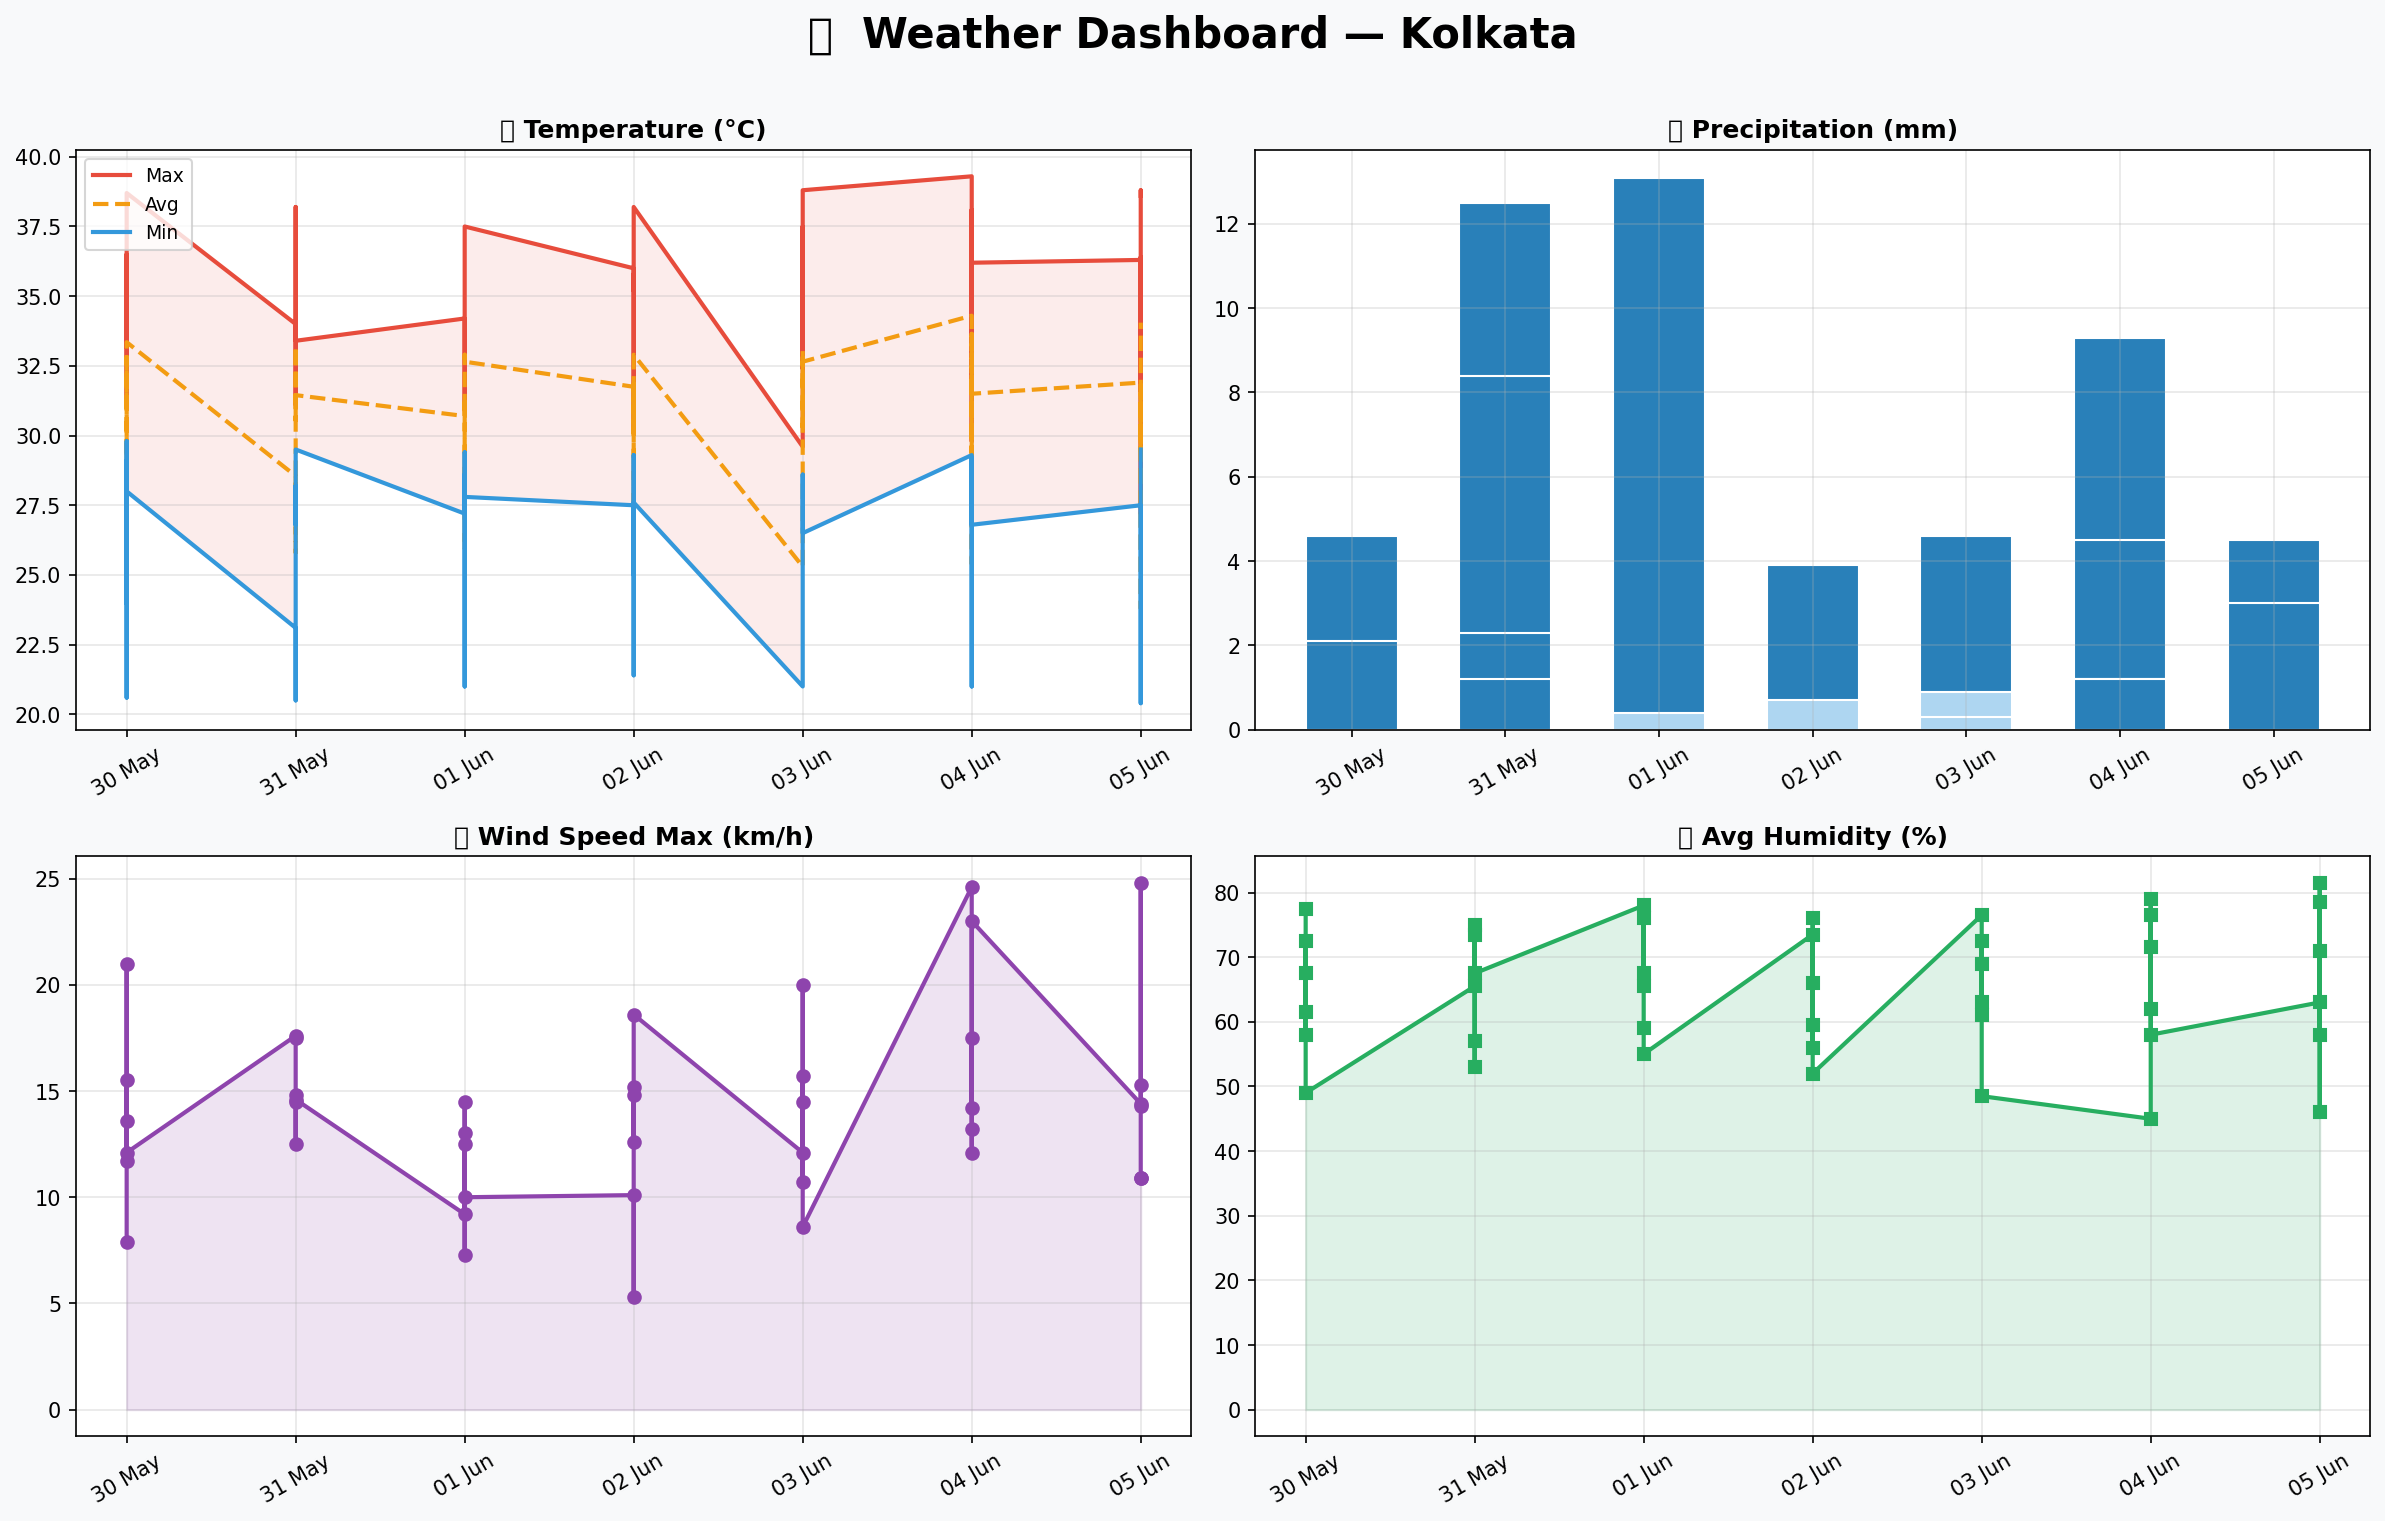 Weather Dashboard — Kolkata
Temperature (°C)
40.0
37.5
35.0
32.5
30.0
27.5
25.0
22.5
20.0
Max
Avg
Min
30 May
31 May
01 Jun
02 Jun
03 Jun
04 Jun
05 Jun
Precipitation (mm)
12
10
8
6
4
2
0
30 May
31 May
01 Jun
02 Jun
03 Jun
04 Jun
05 Jun
Wind Speed Max (km/h)
25
20
15
10
5
0
30 May
31 May
01 Jun
02 Jun
03 Jun
04 Jun
05 Jun
Avg Humidity (%)
80
70
60
50
40
30
20
10
0
30 May
31 May
01 Jun
02 Jun
03 Jun
04 Jun
05 Jun